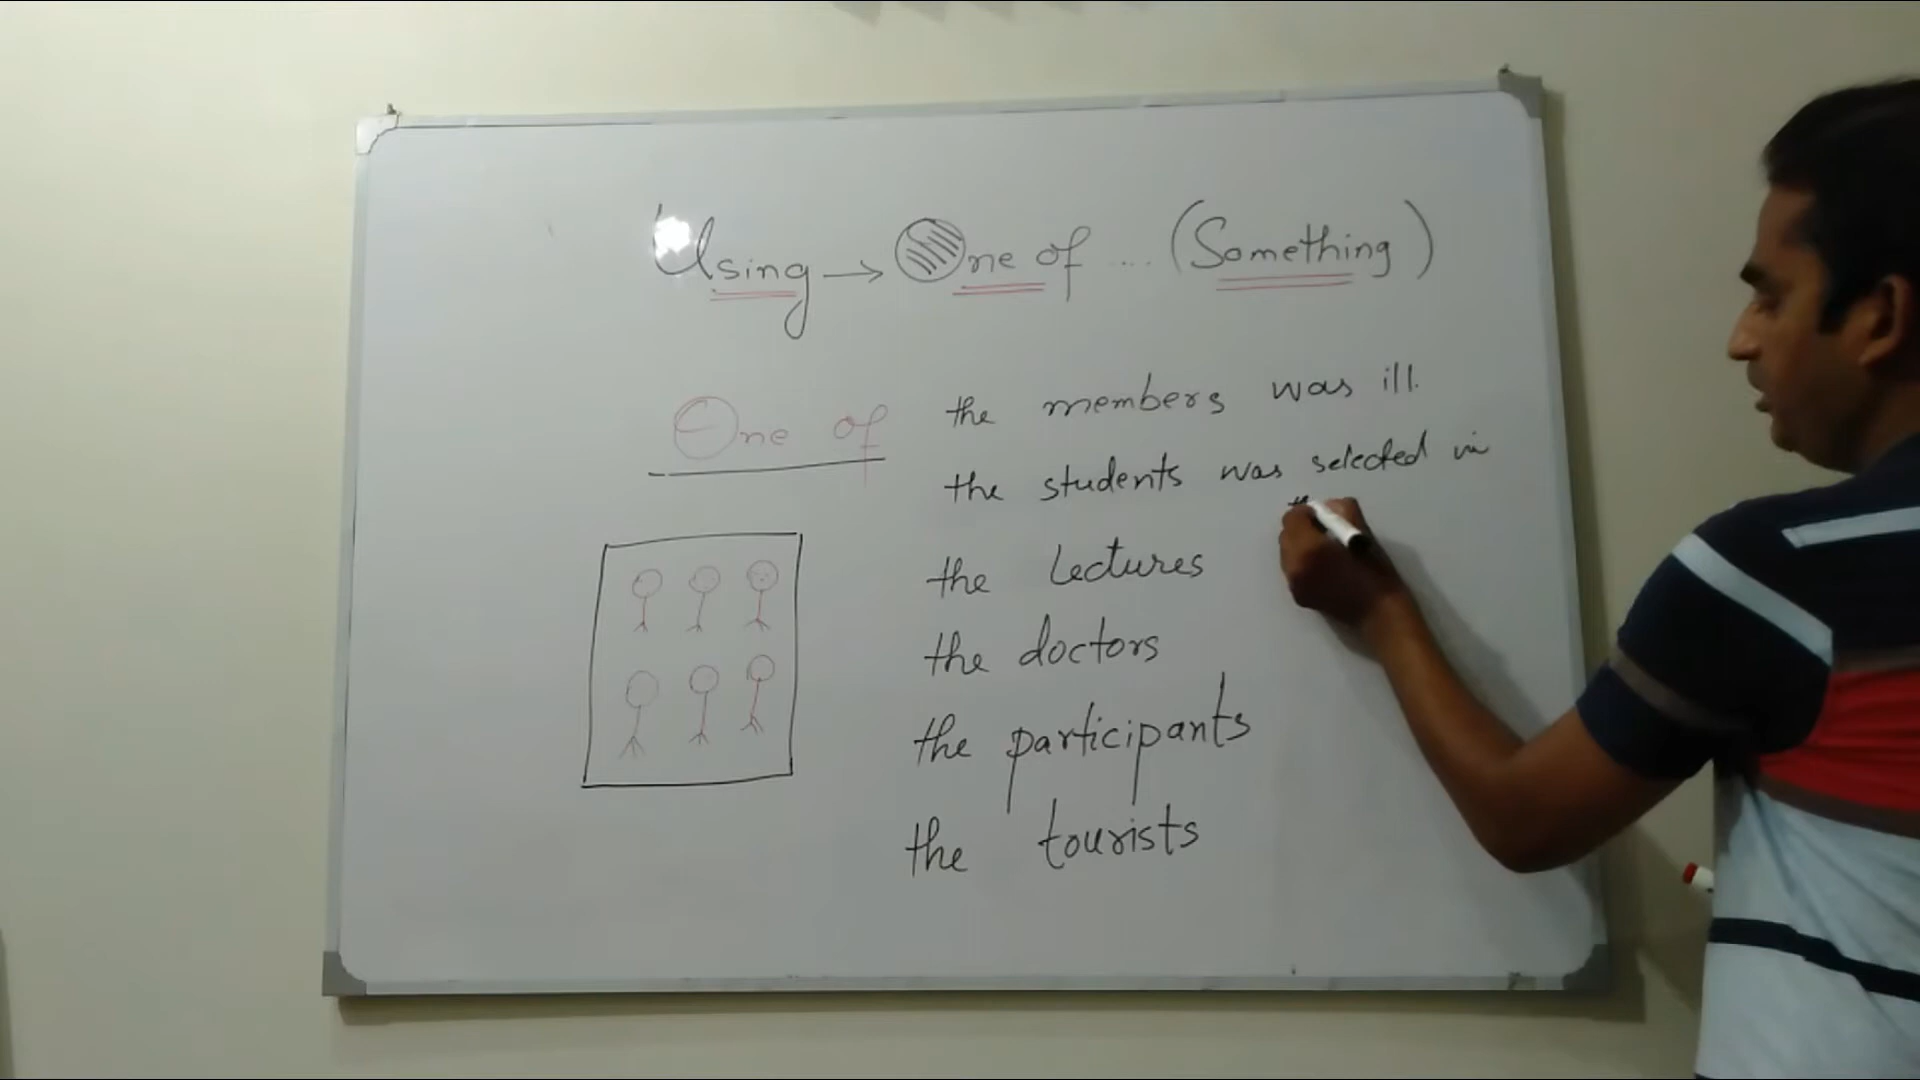 Using → One of ... (Something)
One of
the members was ill.
the students was selected in
the Lectures
the doctors
the participants
the tourists